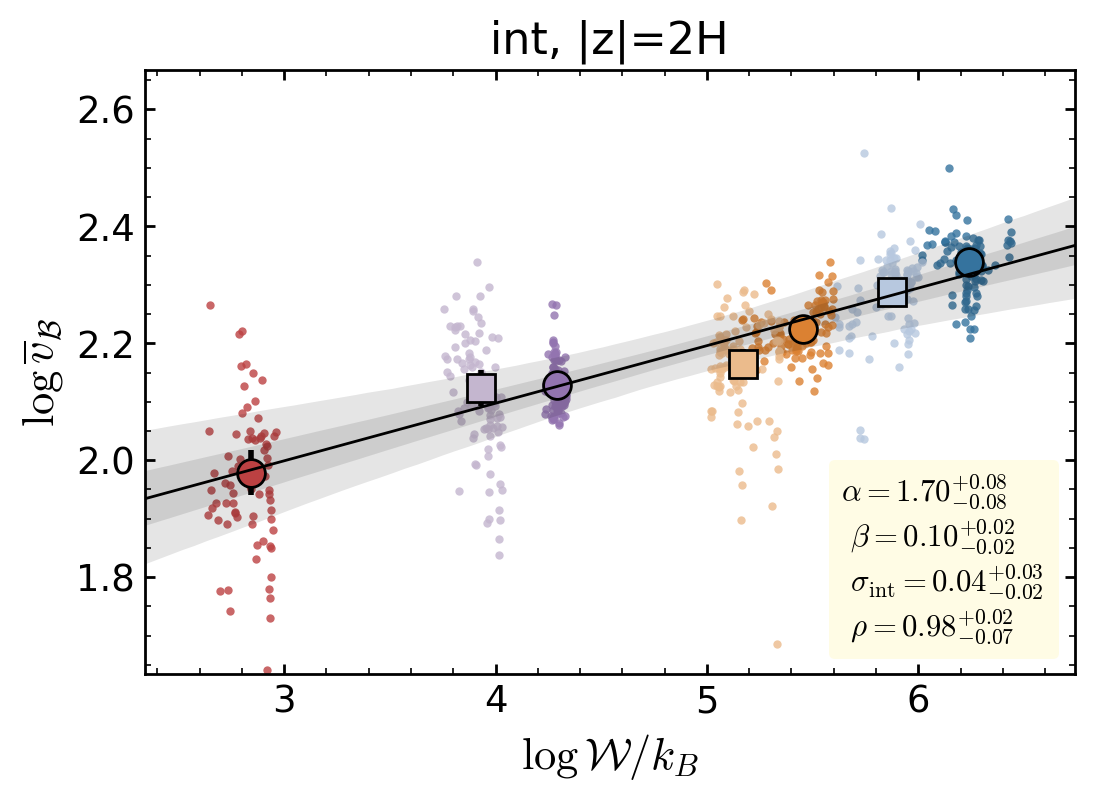 int, |z|=2H
2.6
2.4
2.2
2.0
1.8
log v̅_ℬ
α = 1.70^{+0.08}_{−0.08}
β = 0.10^{+0.02}_{−0.02}
σ_int = 0.04^{+0.03}_{−0.02}
ρ = 0.98^{+0.02}_{−0.07}
3 4 5 6
log 𝒲/k_B